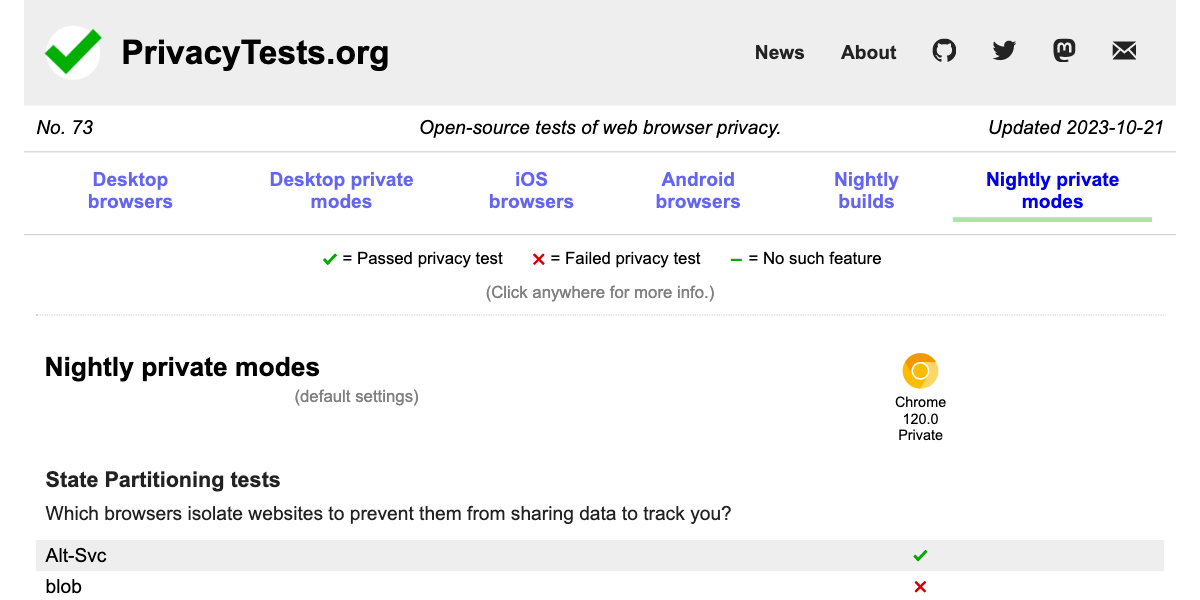 PrivacyTests.org
News About
No. 73 Open-source tests of web browser privacy. Updated 2023-10-21
Desktop browsers
Desktop private modes
iOS browsers
Android browsers
Nightly builds
Nightly private modes
= Passed privacy test = Failed privacy test = No such feature
(Click anywhere for more info.)
Nightly private modes
(default settings)
Chrome
120.0
Private
State Partitioning tests
Which browsers isolate websites to prevent them from sharing data to track you?
Alt-Svc
blob